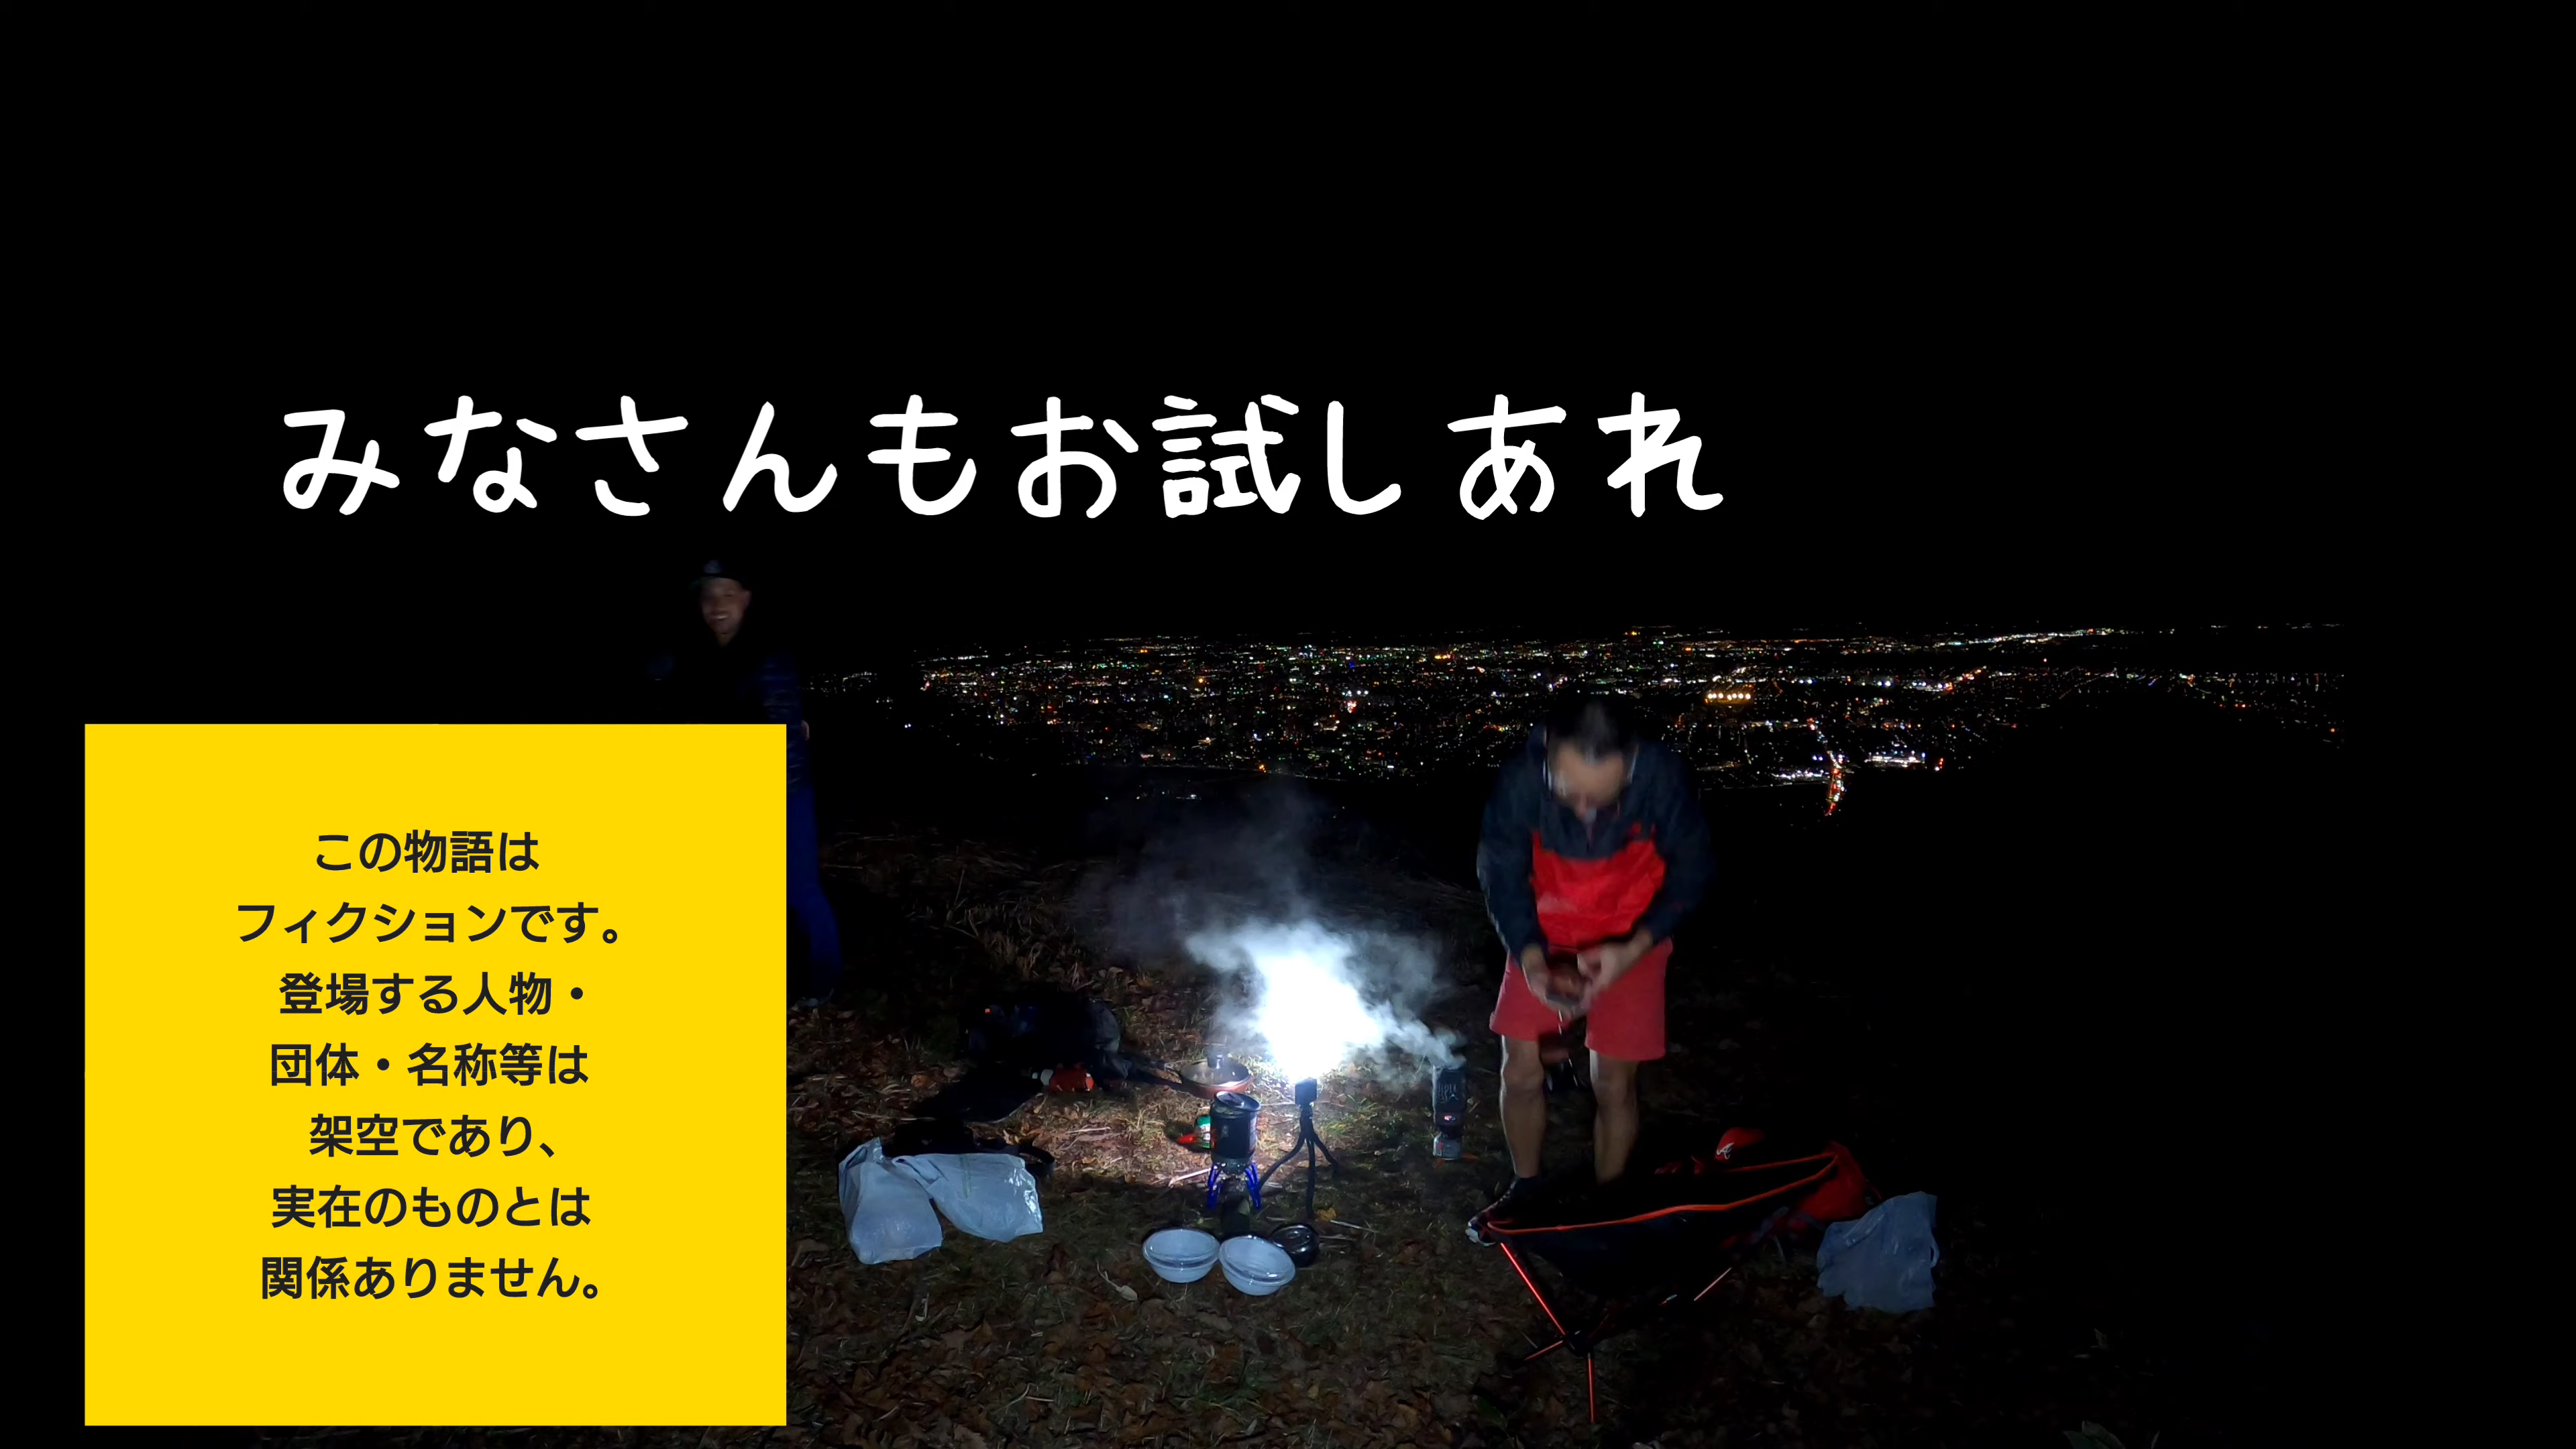 みなさんもお試しあれ
この物語は
フィクションです。
登場する人物・
団体・名称等は
架空であり、
実在のものとは
関係ありません。